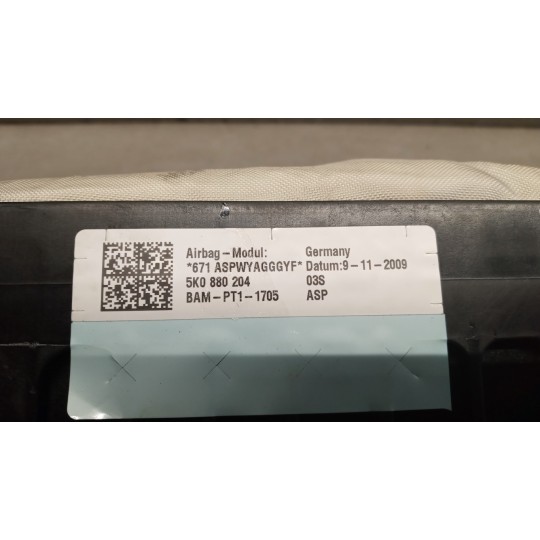 Airbag-Modul: Germany
*671 ASPWYAGGGYF* Datum:9-11-2009
5K0 880 204 03S
BAM-PT1-1705 ASP